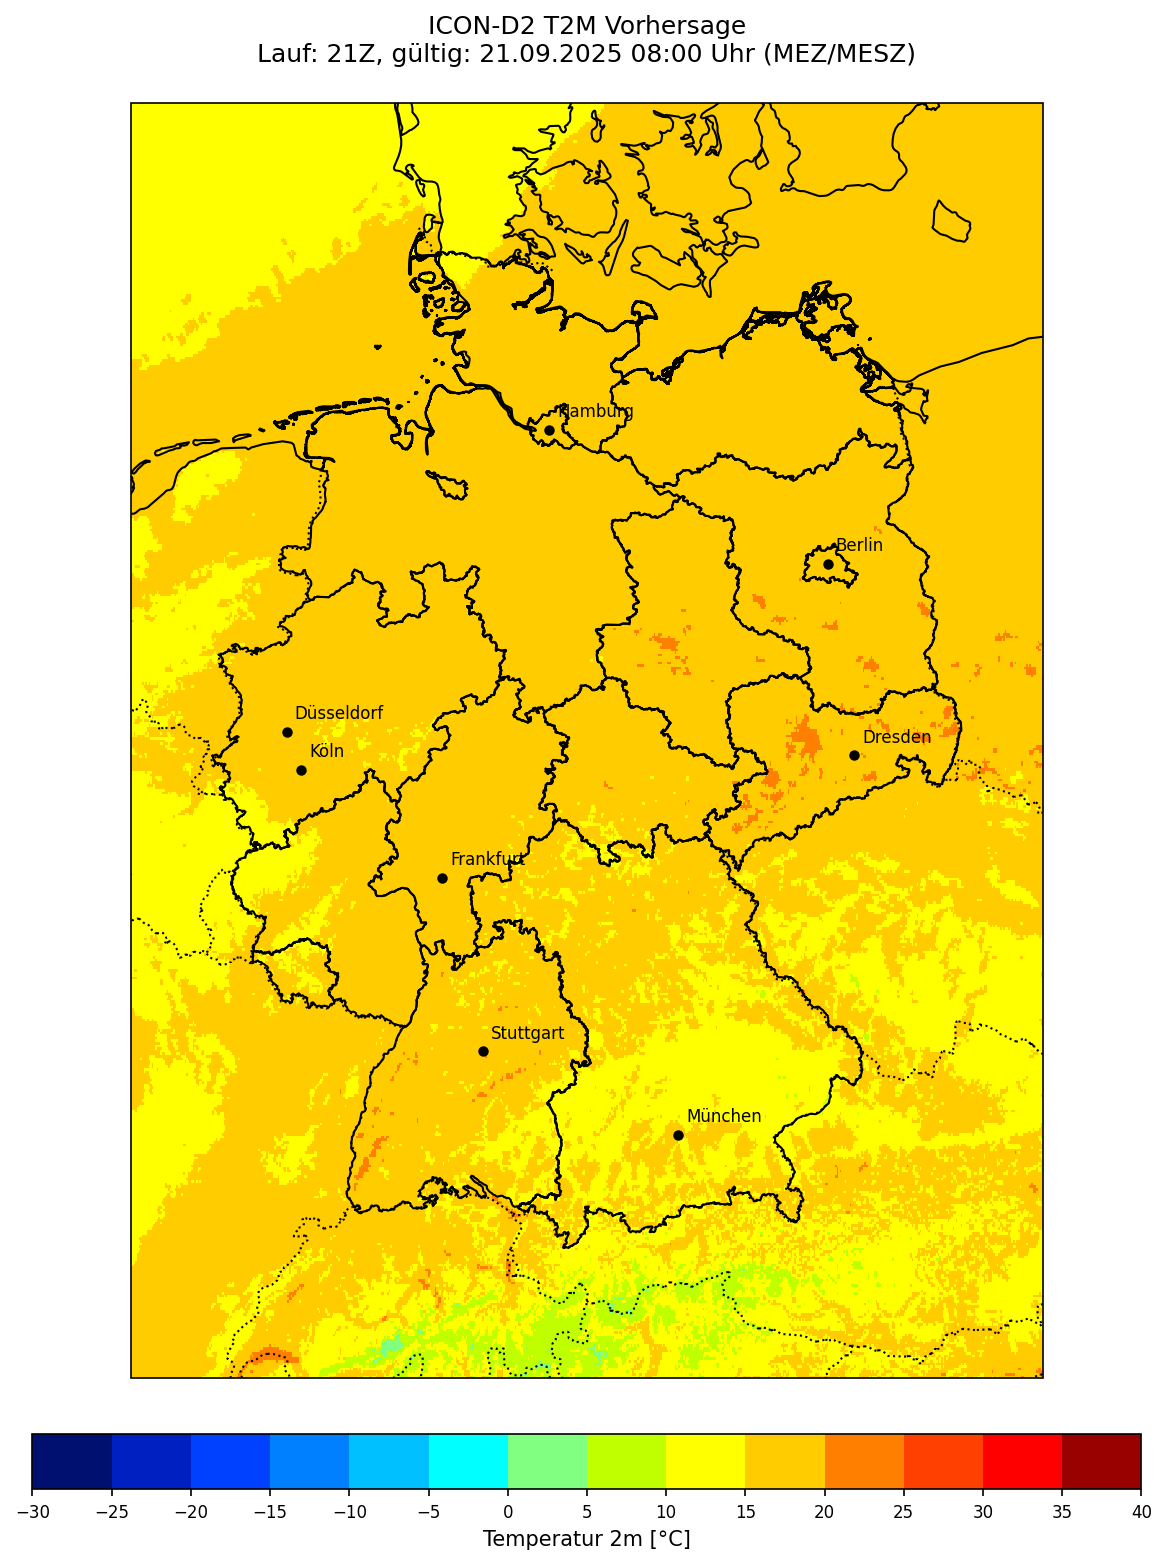 ICON-D2 T2M Vorhersage
Lauf: 21Z, gültig: 21.09.2025 08:00 Uhr (MEZ/MESZ)
Hamburg
Berlin
Düsseldorf
Dresden
Köln
Frankfurt
Stuttgart
München
−30 −25 −20 −15 −10 −5 0 5 10 15 20 25 30 35 40
Temperatur 2m [°C]